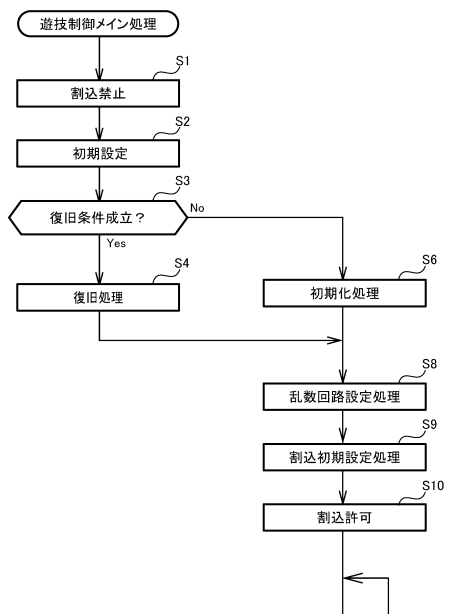 遊技制御メイン処理
S1
割込禁止
S2
初期設定
S3
復旧条件成立？
No
Yes
S4
復旧処理
S6
初期化処理
S8
乱数回路設定処理
S9
割込初期設定処理
S10
割込許可